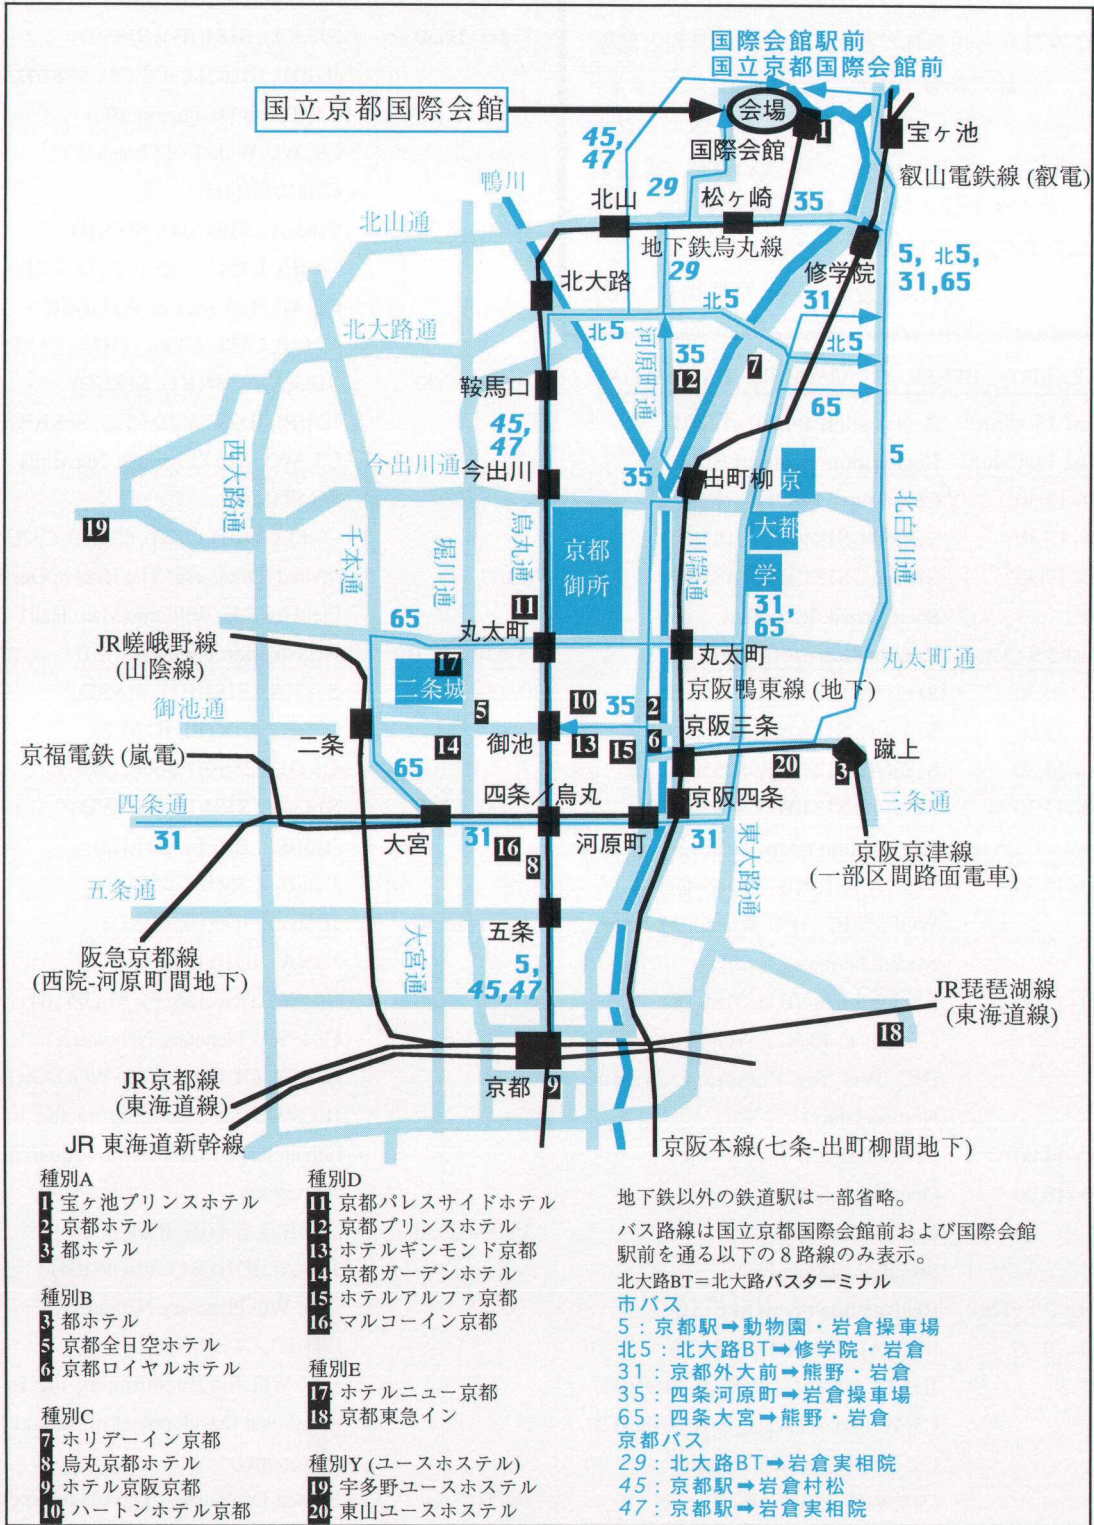 国際会館駅前
国立京都国際会館前
国立京都国際会館
会場
1
国際会館
宝ヶ池
叡山電鉄線 (叡電)
45,
47
29
鴨川
北山
松ヶ崎
35
北山通
地下鉄烏丸線
修学院
5, 北5,
31,65
北大路
29
北5
31
北大路通
北5
河原町通
35
12
7
北5
65
鞍馬口
45,
47
西大路通
今出川通
今出川
35
出町柳
京
5
北白川通
19
千本通
堀川通
烏丸通
京都
御所
川端通
大都
学
31,
65
11
65
丸太町
丸太町
丸太町通
JR嵯峨野線
(山陰線)
17
二条城
京阪鴨東線 (地下)
御池通
5
10
35
2
京阪三条
京福電鉄 (嵐電)
二条
14
御池
13
15
6
20
3
蹴上
65
四条/烏丸
京阪四条
三条通
四条通
31
大宮
31
16
8
河原町
31
東大路通
京阪京津線
(一部区間路面電車)
五条通
五条
阪急京都線
(西院-河原町間地下)
大宮通
5,
45,47
JR琵琶湖線
(東海道線)
18
京都
9
JR京都線
(東海道線)
JR 東海道新幹線
京阪本線(七条-出町柳間地下)
種別A
1: 宝ヶ池プリンスホテル
2: 京都ホテル
3: 都ホテル
種別B
3: 都ホテル
5: 京都全日空ホテル
6: 京都ロイヤルホテル
種別C
7: ホリデーイン京都
8: 烏丸京都ホテル
9: ホテル京阪京都
10: ハートンホテル京都
種別D
11: 京都パレスサイドホテル
12: 京都プリンスホテル
13: ホテルギンモンド京都
14: 京都ガーデンホテル
15: ホテルアルファ京都
16: マルコーイン京都
種別E
17: ホテルニュー京都
18: 京都東急イン
種別Y (ユースホステル)
19: 宇多野ユースホステル
20: 東山ユースホステル
地下鉄以外の鉄道駅は一部省略。
バス路線は国立京都国際会館前および国際会館
駅前を通る以下の８路線のみ表示。
北大路BT=北大路バスターミナル
市バス
5 : 京都駅➡動物園・岩倉操車場
北5 : 北大路BT➡修学院・岩倉
31 : 京都外大前➡熊野・岩倉
35 : 四条河原町➡岩倉操車場
65 : 四条大宮➡熊野・岩倉
京都バス
29 : 北大路BT➡岩倉実相院
45 : 京都駅➡岩倉村松
47 : 京都駅➡岩倉実相院